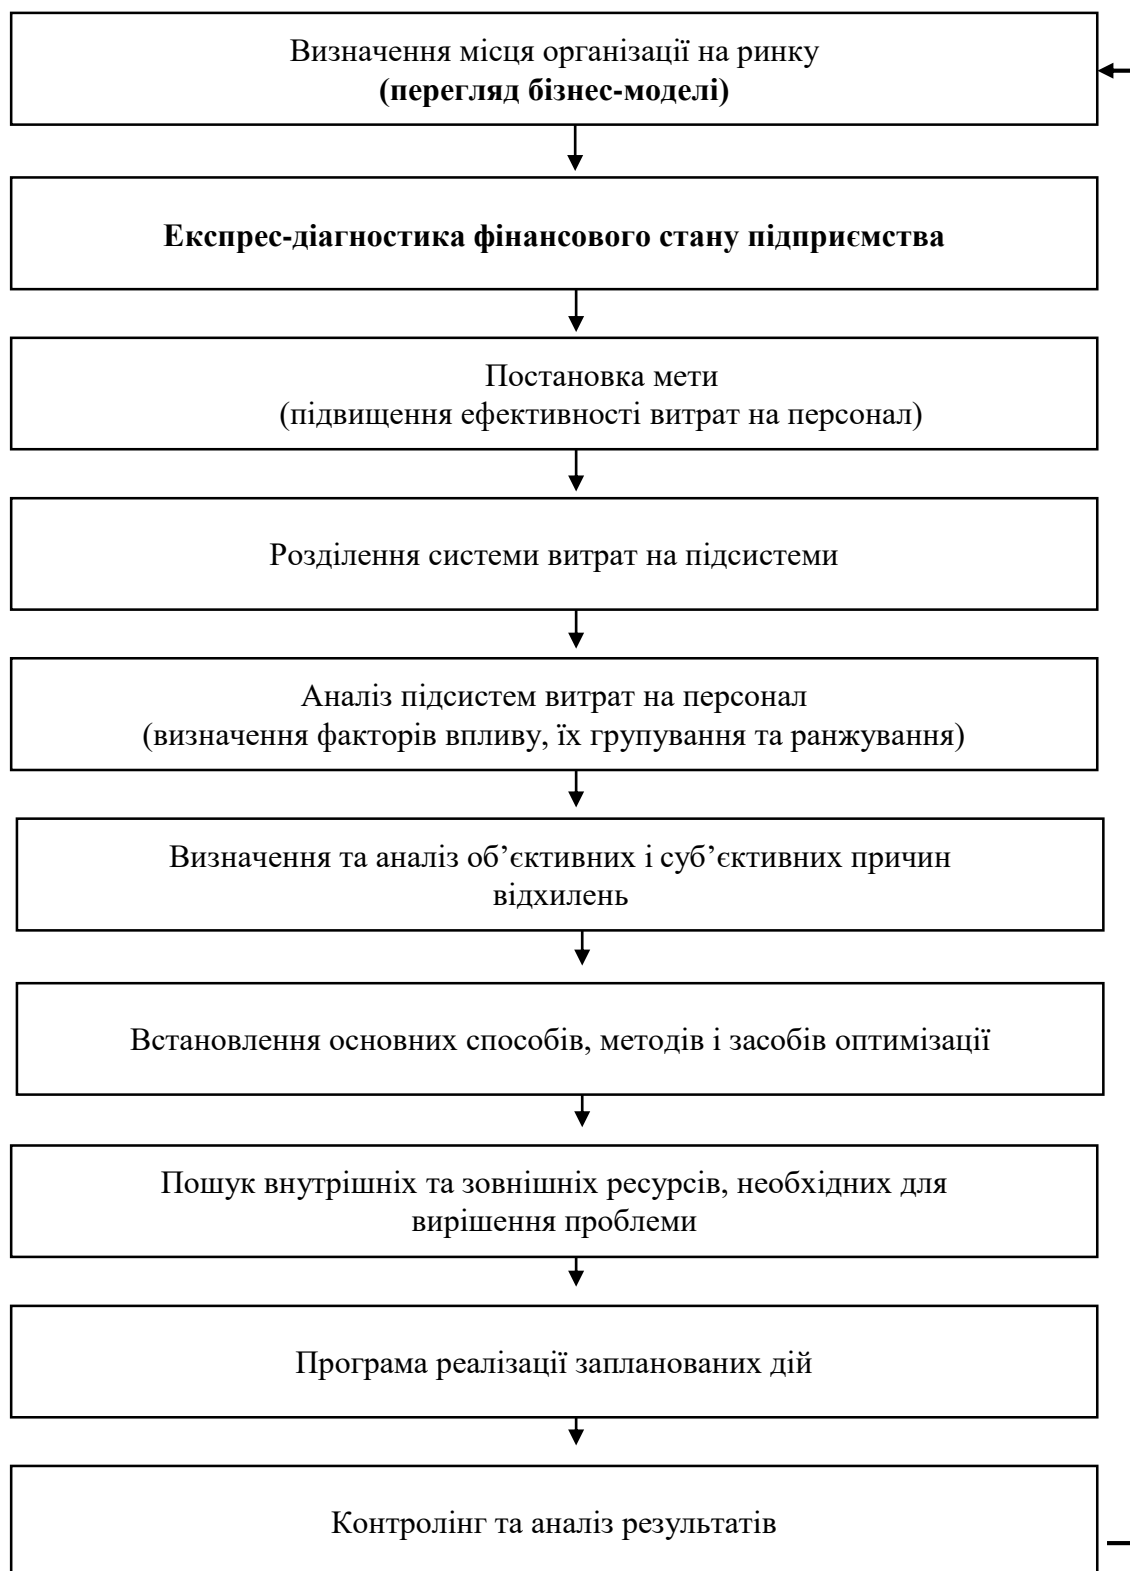 Визначення місця організації на ринку
(перегляд бізнес-моделі)
Експрес-діагностика фінансового стану підприємства
Постановка мети
(підвищення ефективності витрат на персонал)
Розділення системи витрат на підсистеми
Аналіз підсистем витрат на персонал
(визначення факторів впливу, їх групування та ранжування)
Визначення та аналіз об’єктивних і суб’єктивних причин
відхилень
Встановлення основних способів, методів і засобів оптимізації
Пошук внутрішніх та зовнішніх ресурсів, необхідних для
вирішення проблеми
Програма реалізації запланованих дій
Контролінг та аналіз результатів